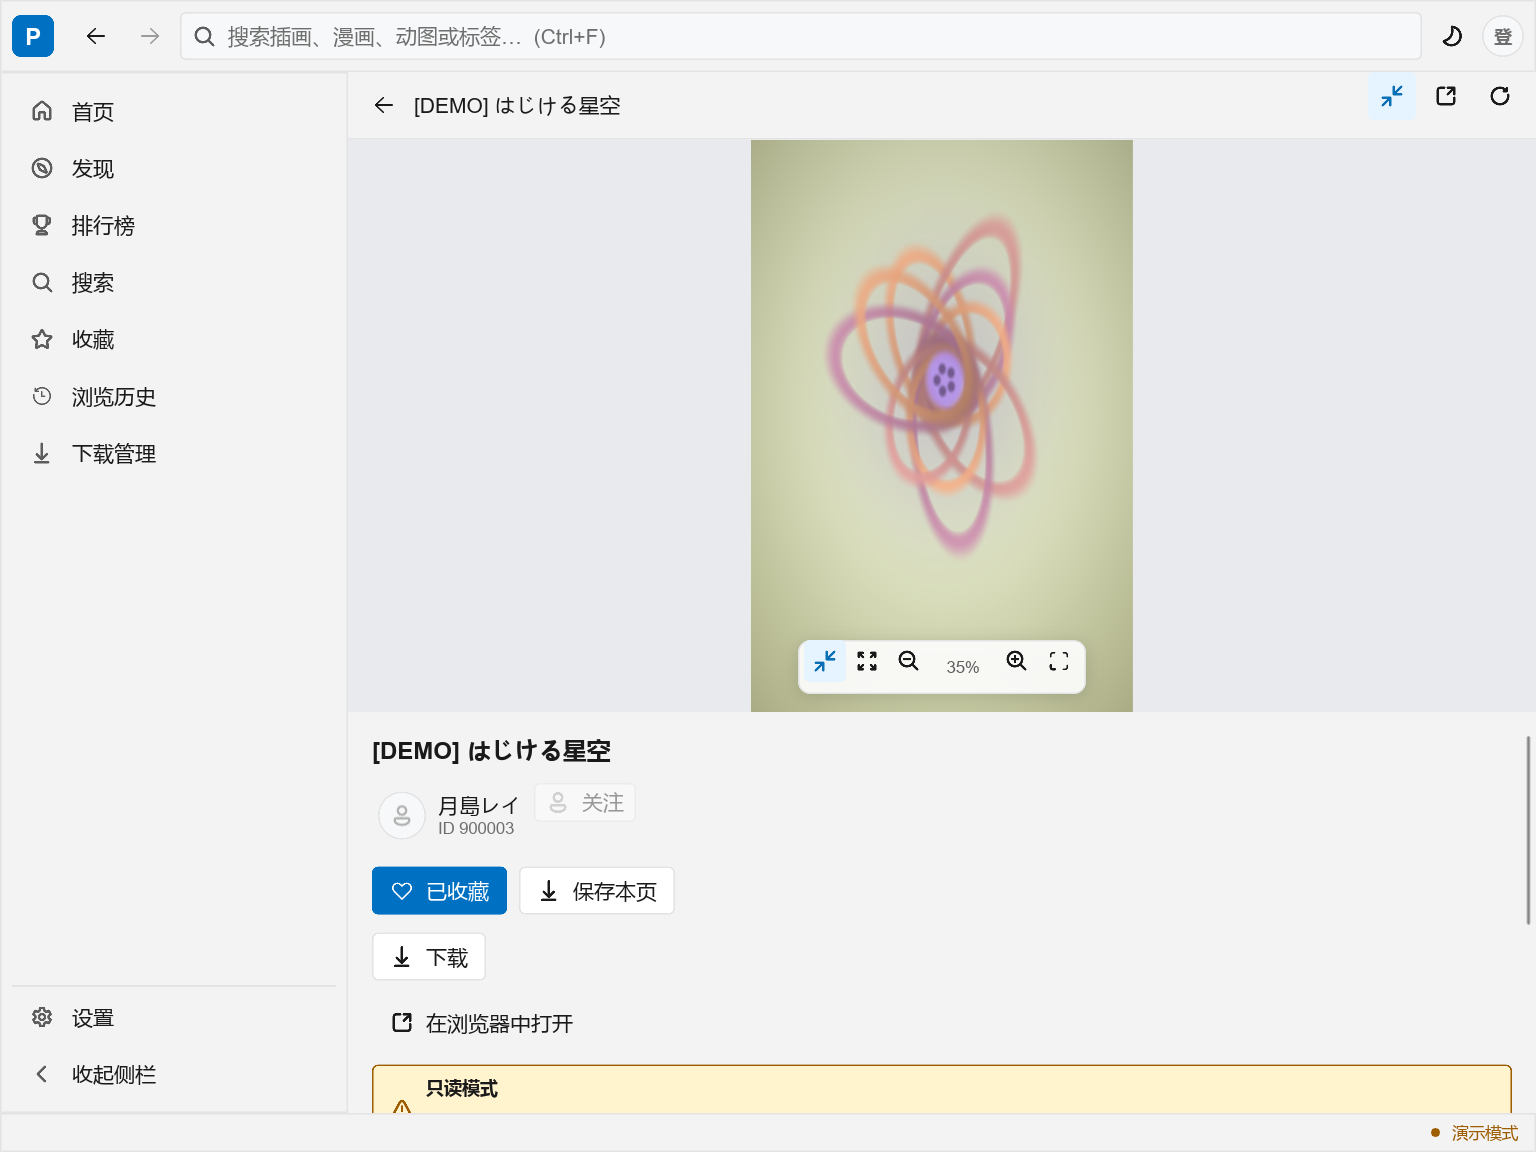 P
搜索插画、漫画、动图或标签… (Ctrl+F)
登
首页
发现
排行榜
搜索
收藏
浏览历史
下载管理
设置
收起侧栏
[DEMO] はじける星空
35%
[DEMO] はじける星空
月島レイ
ID 900003
关注
已收藏
保存本页
下载
在浏览器中打开
只读模式
演示模式